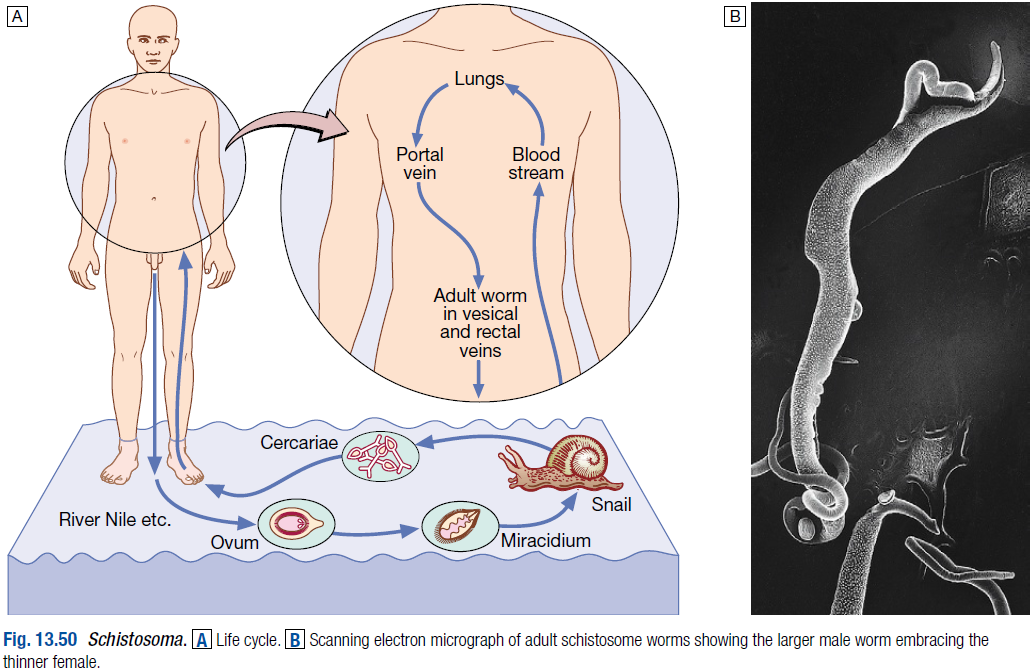 A
B
Lungs
Portal
vein
Blood
stream
Adult worm
in vesical
and rectal
veins
Cercariae
Snail
River Nile etc.
Ovum
Miracidium
Fig. 13.50 Schistosoma. A Life cycle. B Scanning electron micrograph of adult schistosome worms showing the larger male worm embracing the
thinner female.